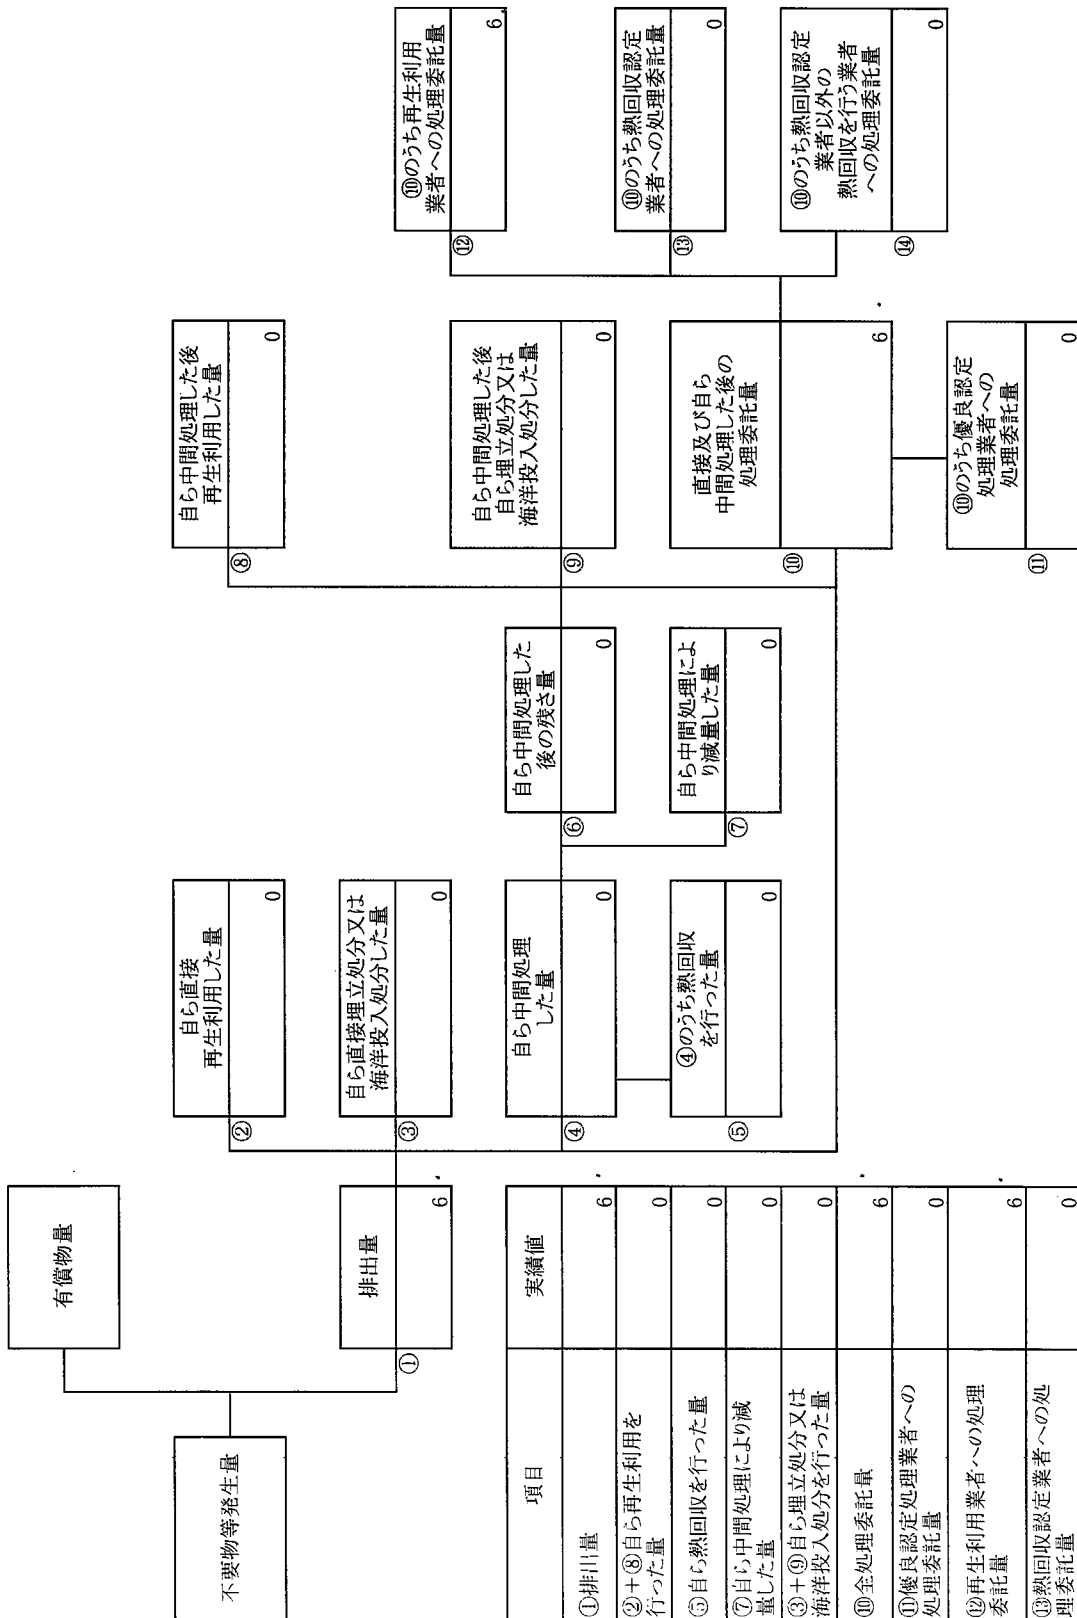 不要物等発生量
有償物量
①
排出量
6
②
自ら直接
再生利用した量
0
③
自ら直接埋立処分又は
海洋投入処分した量
0
④
自ら中間処理
した量
0
⑤
④のうち熱回収
を行った量
0
⑥
自ら中間処理した
後の残さ量
0
⑦
自ら中間処理によ
り減量した量
0
⑧
自ら中間処理した後
再生利用した量
0
⑨
自ら中間処理した後
自ら埋立処分又は
海洋投入処分した量
0
⑩
直接及び自ら
中間処理した後の
処理委託量
6
⑪
⑩のうち優良認定
処理業者への
処理委託量
0
⑫
⑩のうち再生利用
業者への処理委託量
6
⑬
⑩のうち熱回収認定
業者への処理委託量
0
⑭
⑩のうち熱回収認定
業者以外の
熱回収を行う業者
への処理委託量
0
項目
実績値
①排出量
6
②+⑧自ら再生利用を
行った量
0
⑤自ら熱回収を行った量
0
⑦自ら中間処理により減
量した量
0
③+⑨自ら埋立処分又は
海洋投入処分を行った量
0
⑩全処理委託量
6
⑪優良認定処理業者への
処理委託量
0
⑫再生利用業者への処理
委託量
6
⑬熱回収認定業者への処
理委託量
0